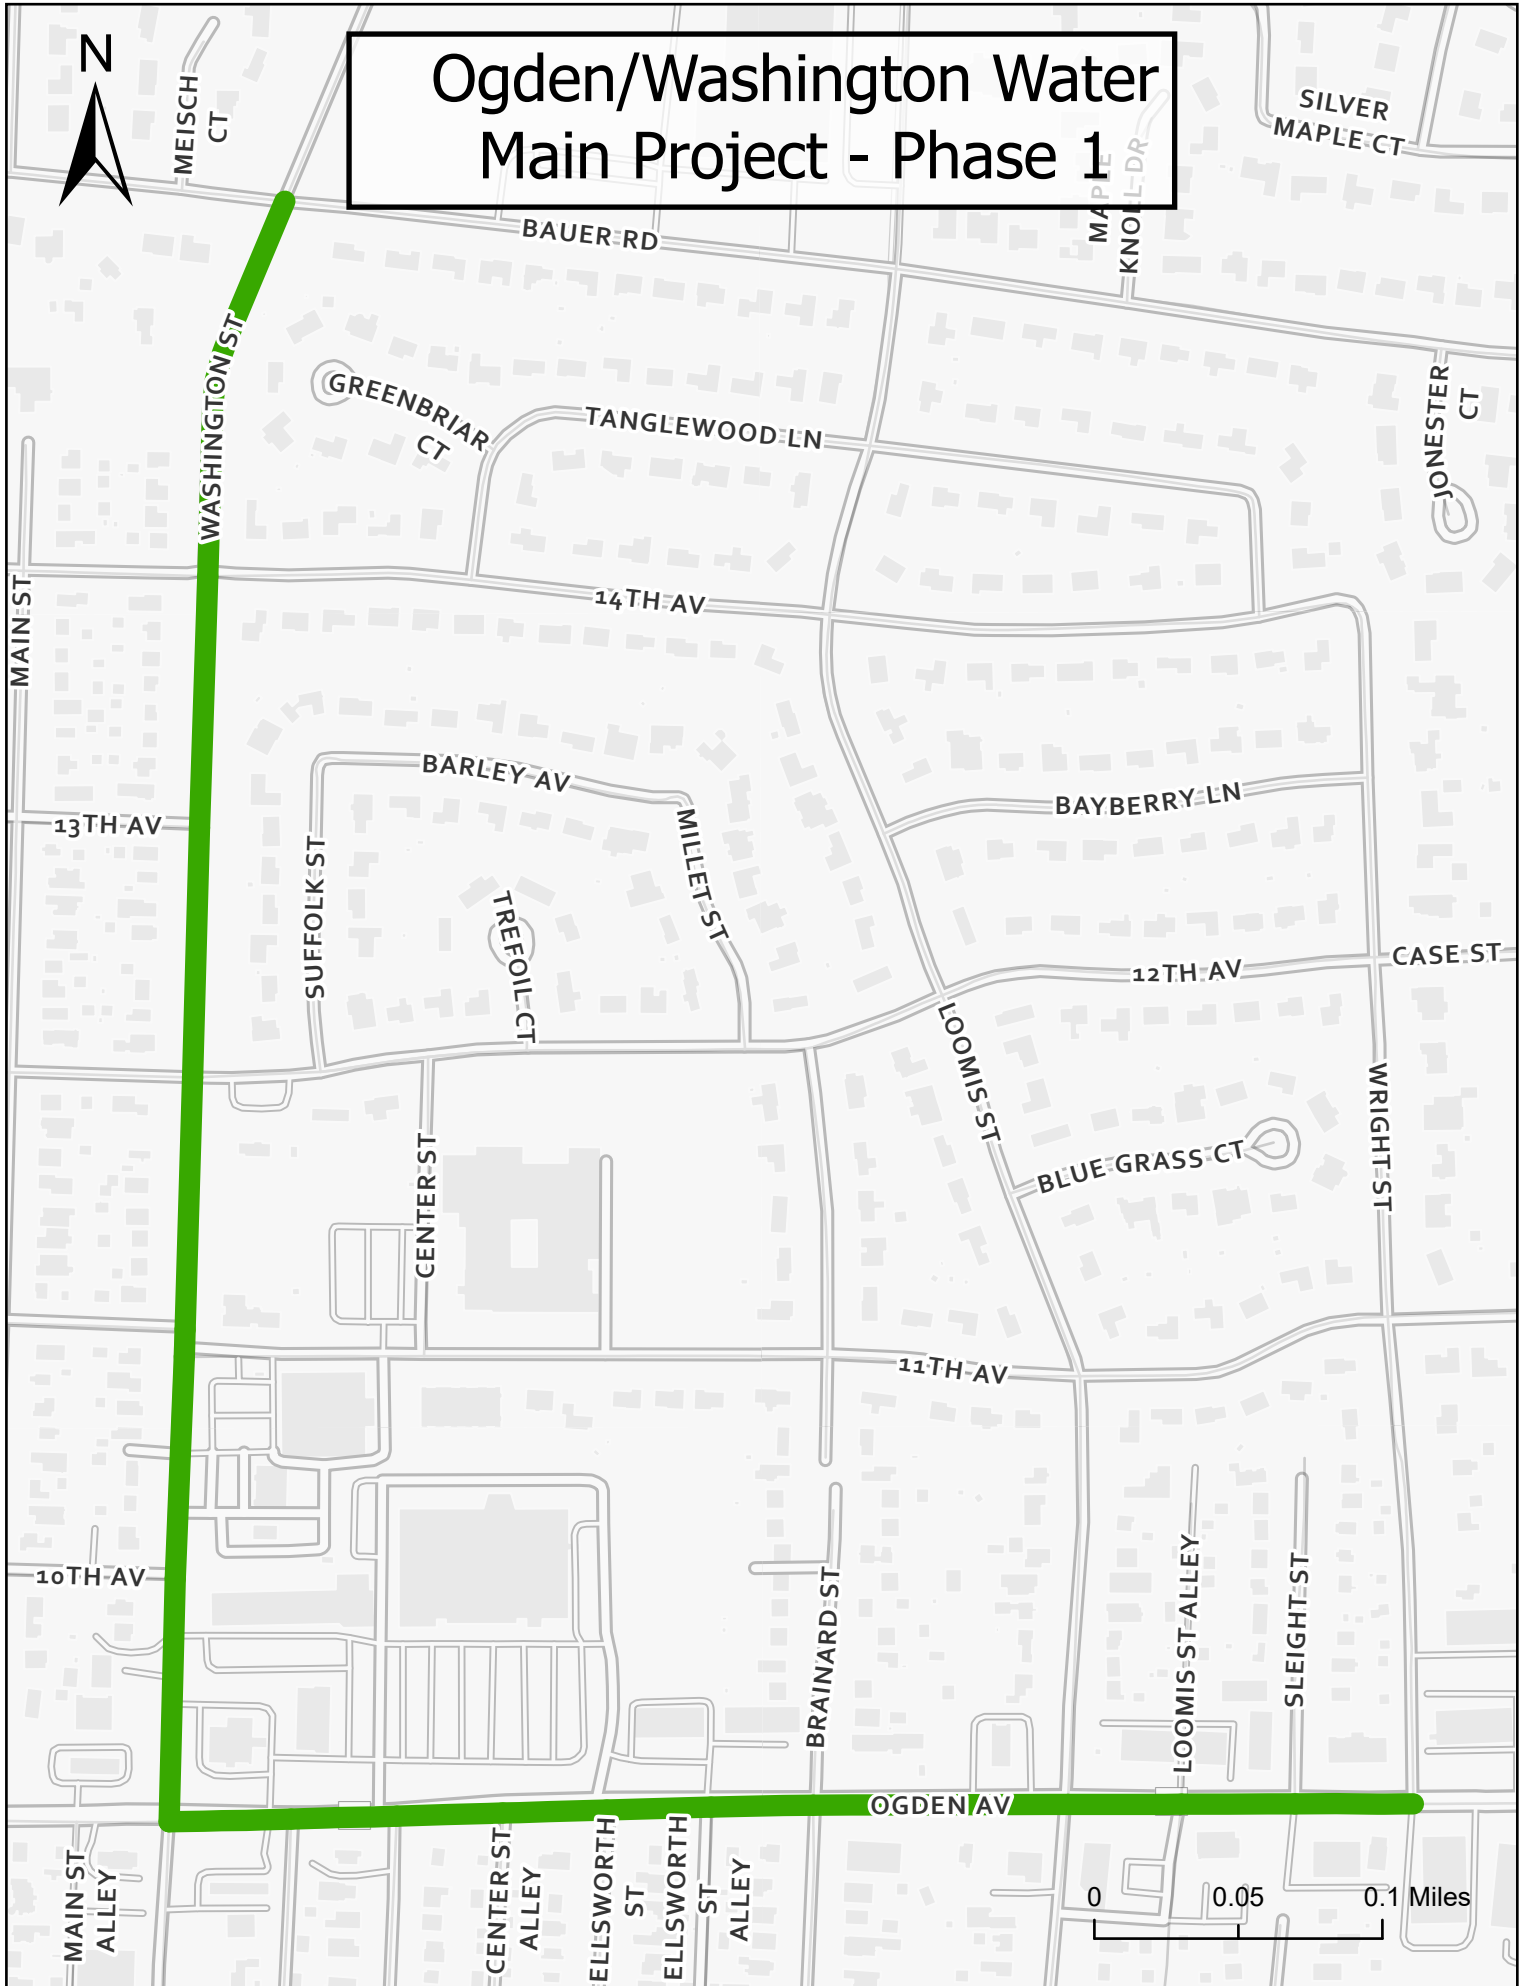 N
Ogden/Washington Water
Main Project - Phase 1
MEISCH
CT
SILVER
MAPLE CT
MAPLE
KNOLL DR
BAUER RD
WASHINGTON ST
GREENBRIAR
CT
TANGLEWOOD LN
JONESTER
CT
MAIN ST
14TH AV
BARLEY AV
BAYBERRY LN
13TH AV
MILLET ST
SUFFOLK ST
TREFOIL CT
12TH AV
CASE ST
LOOMIS ST
WRIGHT ST
CENTER ST
BLUE GRASS CT
11TH AV
10TH AV
BRAINARD ST
LOOMIS ST ALLEY
SLEIGHT ST
OGDEN AV
MAIN ST
ALLEY
CENTER ST
ALLEY
ELLSWORTH
ST
ELLSWORTH
ST
ALLEY
0 0.05 0.1 Miles